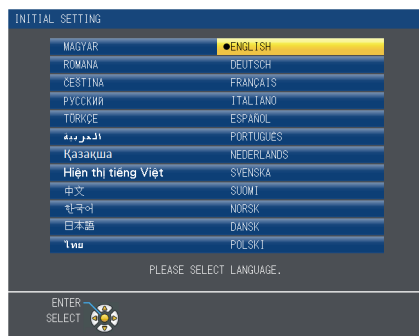 INITIAL SETTING
MAGYAR ●ENGLISH
ROMÂNA DEUTSCH
ČEŠTINA FRANÇAIS
РУССКИЙ ITALIANO
TÜRKÇE ESPAÑOL
العربية PORTUGUÊS
Қазақша NEDERLANDS
Hiện thị tiếng Việt SVENSKA
中文 SUOMI
한국어 NORSK
日本語 DANSK
ไทย POLSKI
PLEASE SELECT LANGUAGE.
ENTER
SELECT